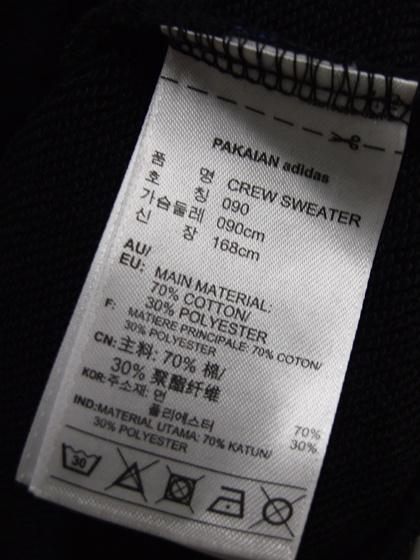 PAKAIAN adidas
품 명 CREW SWEATER
호 칭 090
가슴둘레 090cm
신 장 168cm
AU/
EU: MAIN MATERIAL:
70% COTTON/
30% POLYESTER
F: MATIERE PRINCIPALE: 70% COTON/
30% POLYESTER
CN: 主料: 70% 棉/
30% 聚酯纤维
KOR: 주소재: 면 70%
폴리에스터 30%
IND: MATERIAL UTAMA: 70% KATUN/
30% POLYESTER
30